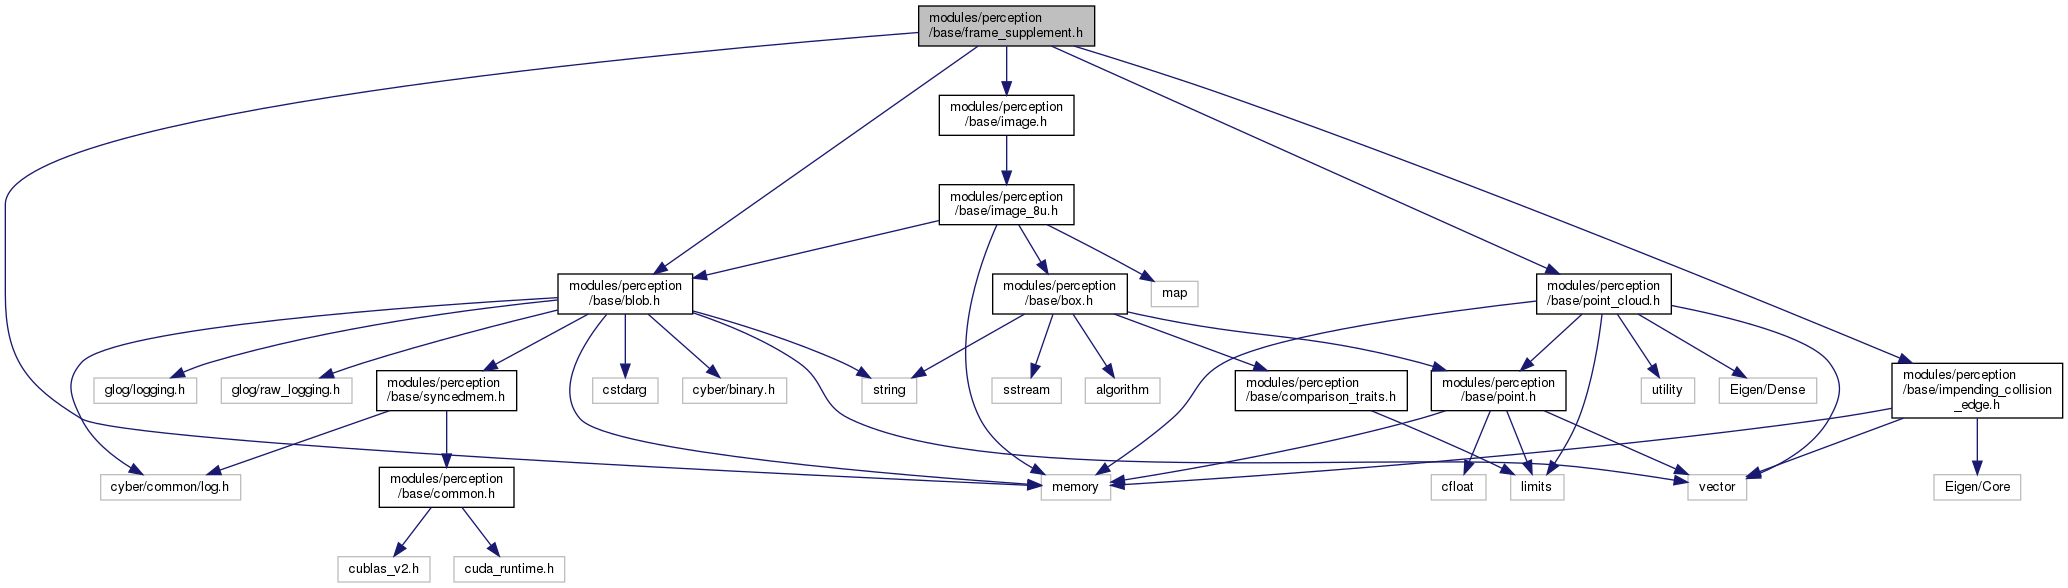 modules/perception
/base/frame_supplement.h
modules/perception
/base/image.h
modules/perception
/base/image_8u.h
modules/perception
/base/blob.h
modules/perception
/base/box.h
map
modules/perception
/base/point_cloud.h
glog/logging.h
glog/raw_logging.h
modules/perception
/base/syncedmem.h
cstdarg
cyber/binary.h
string
sstream
algorithm
modules/perception
/base/comparison_traits.h
modules/perception
/base/point.h
utility
Eigen/Dense
modules/perception
/base/impending_collision
_edge.h
cyber/common/log.h
modules/perception
/base/common.h
memory
cfloat
limits
vector
Eigen/Core
cublas_v2.h
cuda_runtime.h